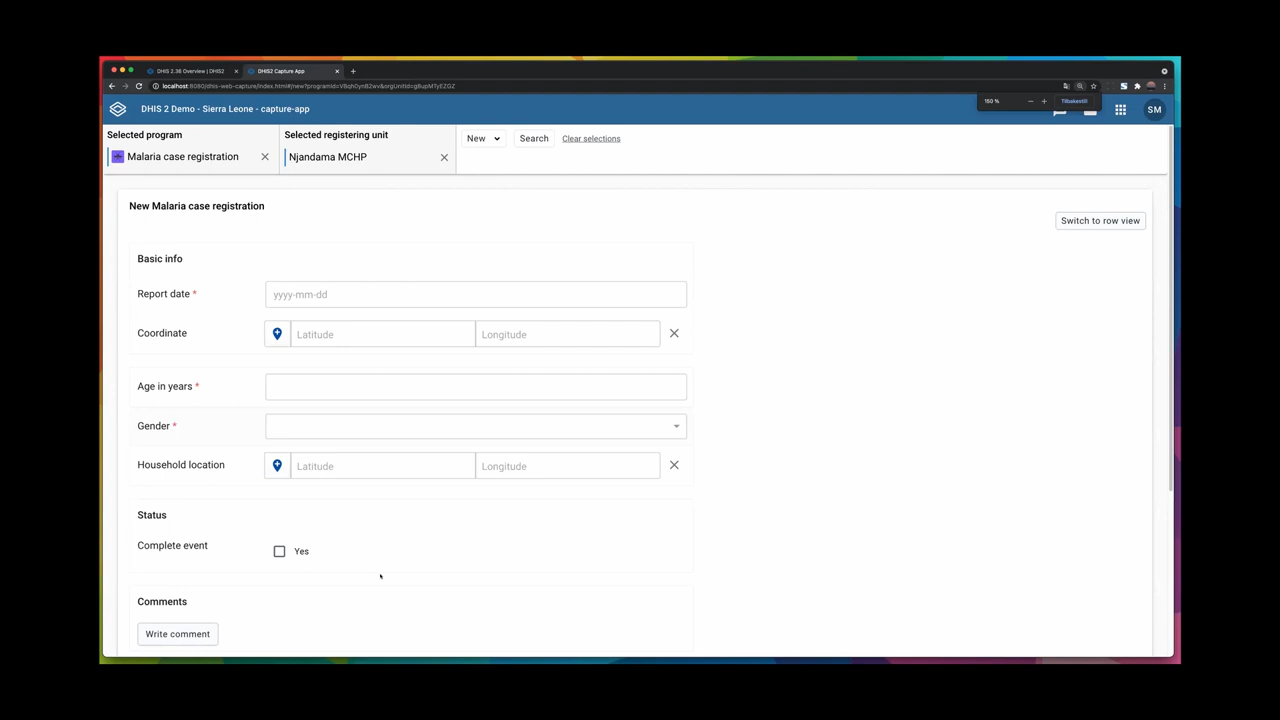 DHIS 2.36 Overview | DHIS2
DHIS2 Capture App
150 %
Tilbakestill
DHIS 2 Demo - Sierra Leone - capture-app
SM
Selected program
Selected registering unit
Malaria case registration
Njandama MCHP
New
Search
Clear selections
New Malaria case registration
Switch to row view
Basic info
Report date *
yyyy-mm-dd
Coordinate
Latitude
Longitude
Age in years *
Gender *
Household location
Latitude
Longitude
Status
Complete event
Yes
Comments
Write comment